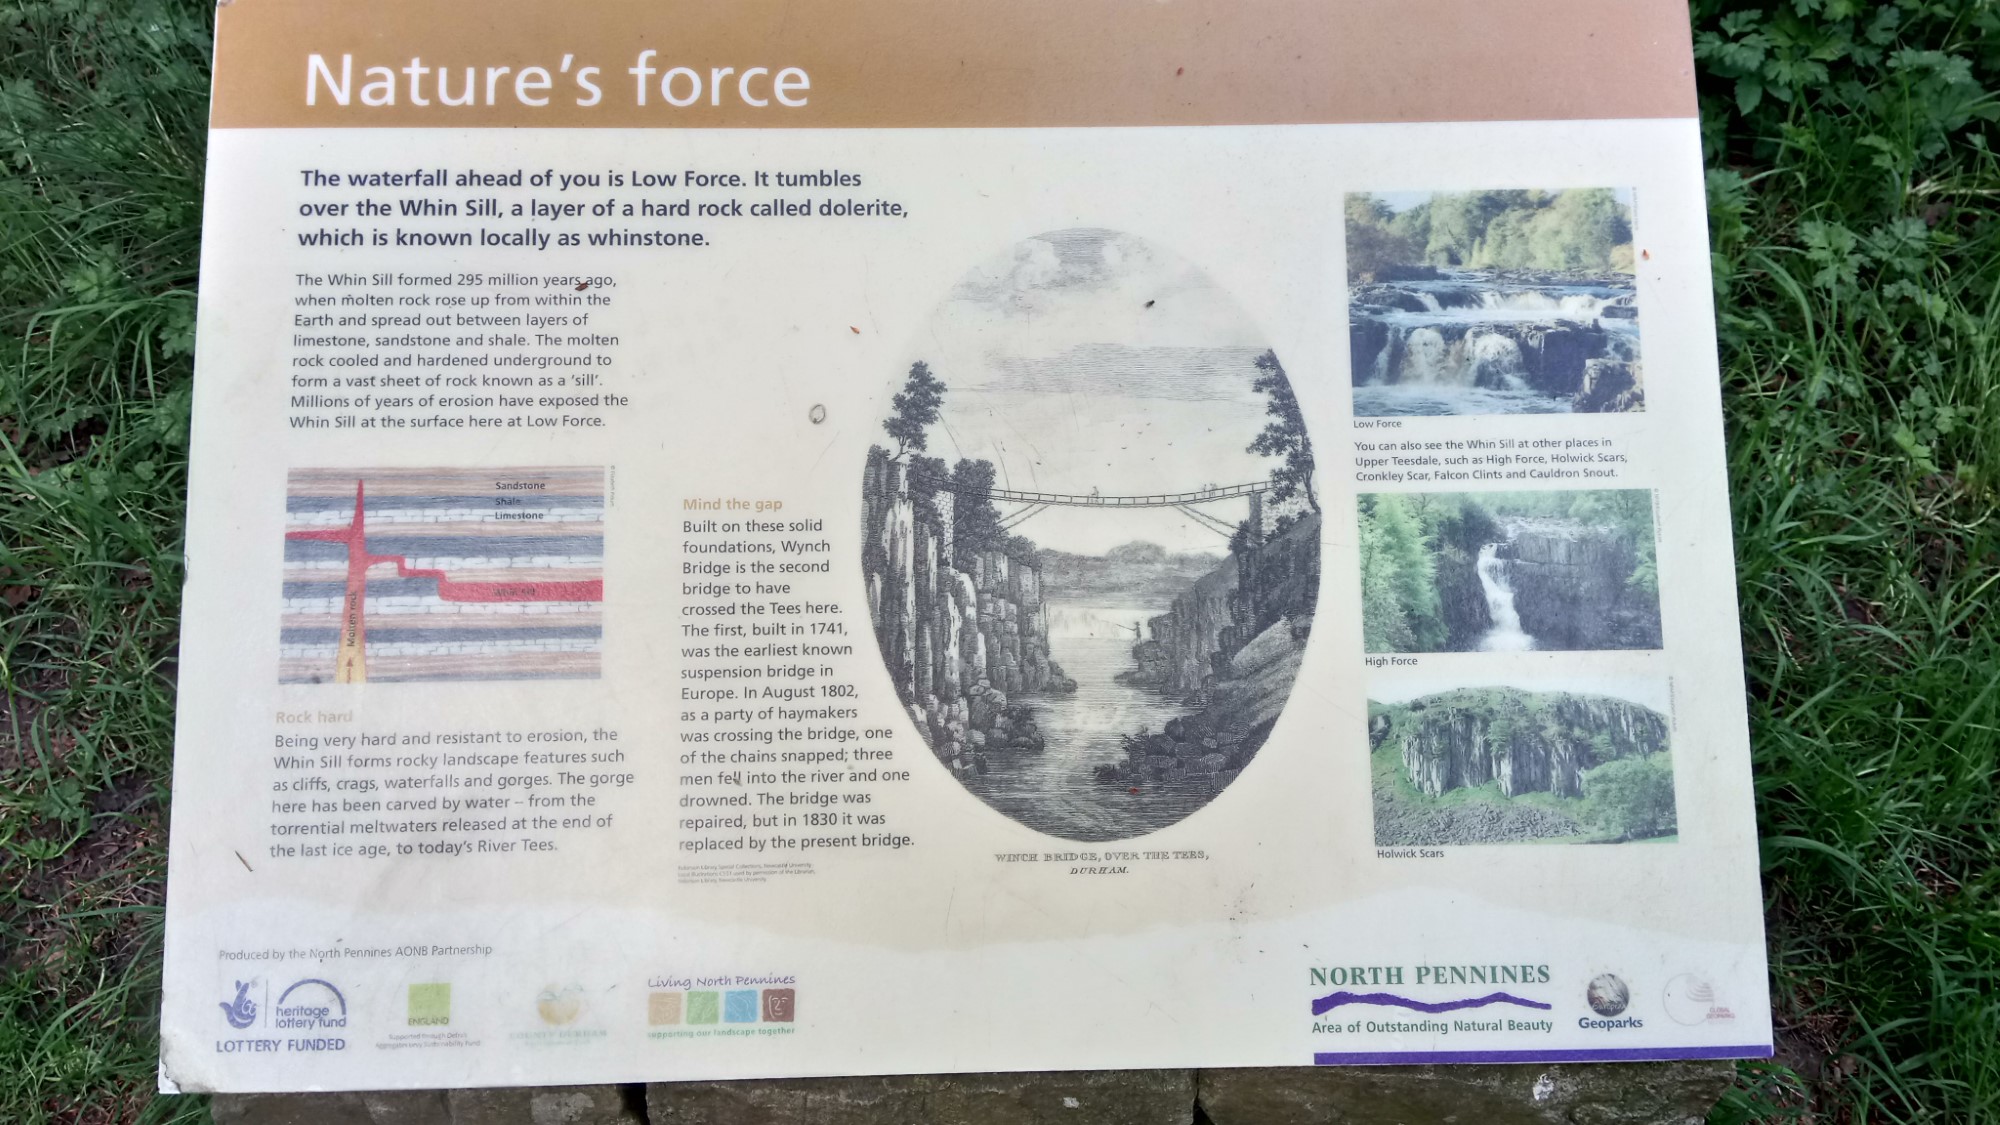 Nature's force
The waterfall ahead of you is Low Force. It tumbles
over the Whin Sill, a layer of a hard rock called dolerite,
which is known locally as whinstone.
The Whin Sill formed 295 million years ago,
when molten rock rose up from within the
Earth and spread out between layers of
limestone, sandstone and shale. The molten
rock cooled and hardened underground to
form a vast sheet of rock known as a 'sill'.
Millions of years of erosion have exposed the
Whin Sill at the surface here at Low Force.
Sandstone
Shale
Limestone
Molten rock
Rock hard
Being very hard and resistant to erosion, the
Whin Sill forms rocky landscape features such
as cliffs, crags, waterfalls and gorges. The gorge
here has been carved by water – from the
torrential meltwaters released at the end of
the last ice age, to today's River Tees.
Mind the gap
Built on these solid
foundations, Wynch
Bridge is the second
bridge to have
crossed the Tees here.
The first, built in 1741,
was the earliest known
suspension bridge in
Europe. In August 1802,
as a party of haymakers
was crossing the bridge, one
of the chains snapped; three
men fell into the river and one
drowned. The bridge was
repaired, but in 1830 it was
replaced by the present bridge.
WINCH BRIDGE, OVER THE TEES,
DURHAM.
Low Force
You can also see the Whin Sill at other places in
Upper Teesdale, such as High Force, Holwick Scars,
Cronkley Scar, Falcon Clints and Cauldron Snout.
High Force
Holwick Scars
Produced by the North Pennines AONB Partnership
heritage
lottery fund
LOTTERY FUNDED
ENGLAND
Living North Pennines
supporting our landscape together
NORTH PENNINES
Area of Outstanding Natural Beauty
Geoparks